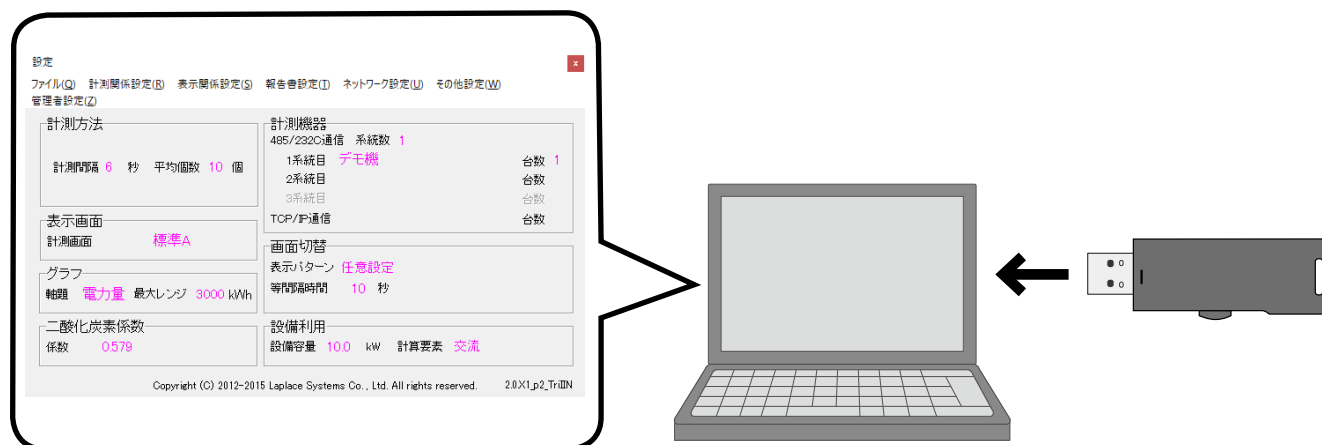 設定
x
ファイル(Q) 計測関係設定(R) 表示関係設定(S) 報告書設定(T) ネットワーク設定(U) その他設定(W)
管理者設定(Z)
計測方法
計測間隔 6 秒 平均個数 10 個
計測機器
485/232C通信 系統数 1
1系統目 デモ機 台数 1
2系統目 台数
3系統目 台数
TCP/IP通信 台数
表示画面
計測画面 標準A
画面切替
表示パターン 任意設定
等間隔時間 10 秒
グラフ
軸題 電力量 最大レンジ 3000 kWh
二酸化炭素係数
係数 0.579
設備利用
設備容量 10.0 kW 計算要素 交流
Copyright (C) 2012-2015 Laplace Systems Co., Ltd. All rights reserved. 2.0X1_p2_TriIIN